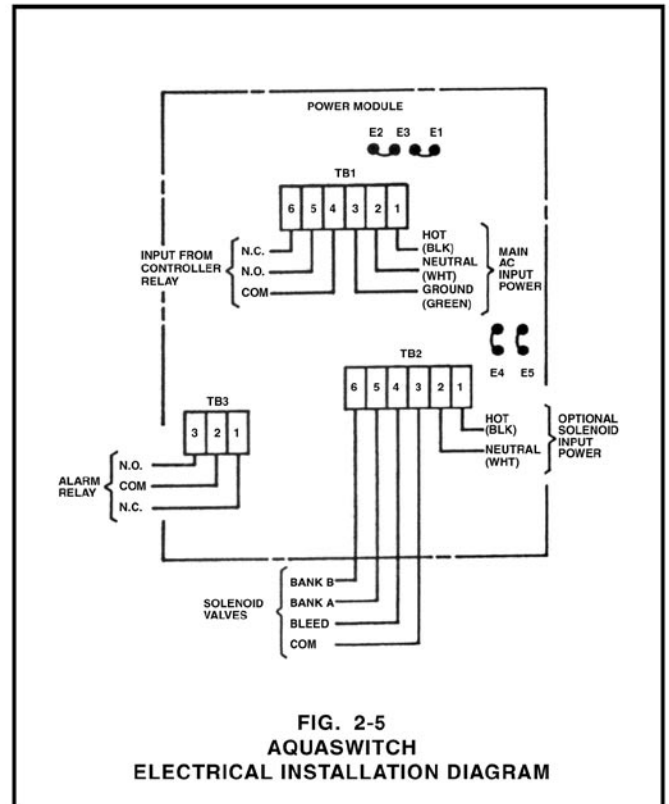 POWER MODULE
E2 E3 E1
TB1
6 5 4 3 2 1
INPUT FROM
CONTROLLER
RELAY
N.C.
N.O.
COM
HOT
(BLK)
NEUTRAL
(WHT)
GROUND
(GREEN)
MAIN
AC
INPUT
POWER
E4 E5
TB2
6 5 4 3 2 1
HOT
(BLK)
NEUTRAL
(WHT)
OPTIONAL
SOLENOID
INPUT
POWER
TB3
3 2 1
ALARM
RELAY
N.O.
COM
N.C.
SOLENOID
VALVES
BANK B
BANK A
BLEED
COM
FIG. 2-5
AQUASWITCH
ELECTRICAL INSTALLATION DIAGRAM